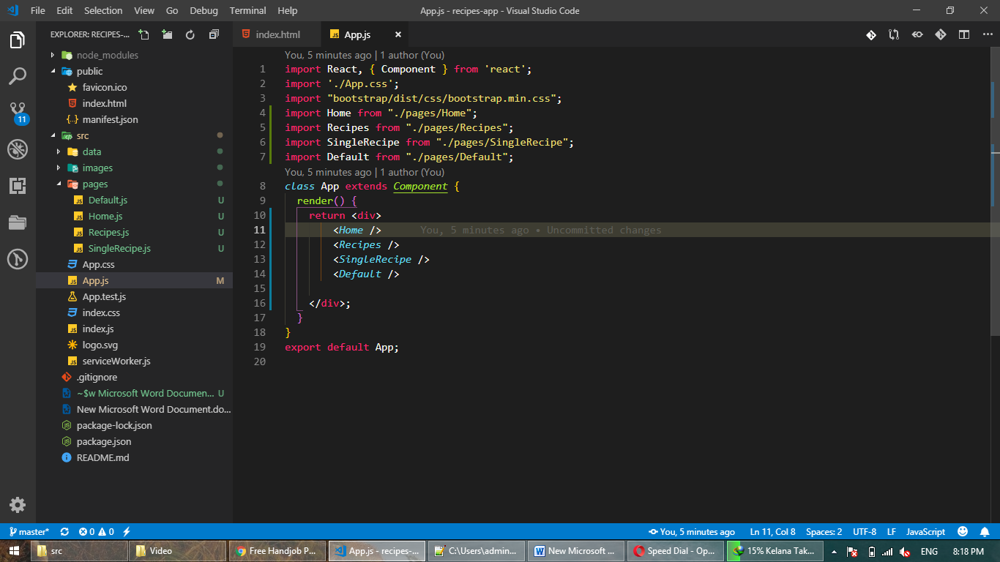 File Edit Selection View Go Debug Terminal Help App.js - recipes-app - Visual Studio Code
EXPLORER: RECIPES-... index.html App.js
node_modules
public
favicon.ico
index.html
manifest.json
src
data
images
pages
Default.js U
Home.js U
Recipes.js U
SingleRecipe.js U
App.css
App.js M
App.test.js
index.css
index.js
logo.svg
serviceWorker.js
.gitignore
~$w Microsoft Word Documen... U
New Microsoft Word Document.do...
package-lock.json
package.json
README.md
11
You, 5 minutes ago | 1 author (You)
1 import React, { Component } from 'react';
2 import './App.css';
3 import "bootstrap/dist/css/bootstrap.min.css";
4 import Home from "./pages/Home";
5 import Recipes from "./pages/Recipes";
6 import SingleRecipe from "./pages/SingleRecipe";
7 import Default from "./pages/Default";
You, 5 minutes ago | 1 author (You)
8 class App extends Component {
9 render() {
10 return <div>
11 <Home /> You, 5 minutes ago • Uncommitted changes
12 <Recipes />
13 <SingleRecipe />
14 <Default />
15
16 </div>;
17 }
18 }
19 export default App;
20
master* 0 0 You, 5 minutes ago Ln 11, Col 8 Spaces: 2 UTF-8 LF JavaScript
src Video Free Handjob P... App.js - recipes-... C:\Users\admin... New Microsoft ... Speed Dial - Op... 15% Kelana Tak... ENG 8:18 PM